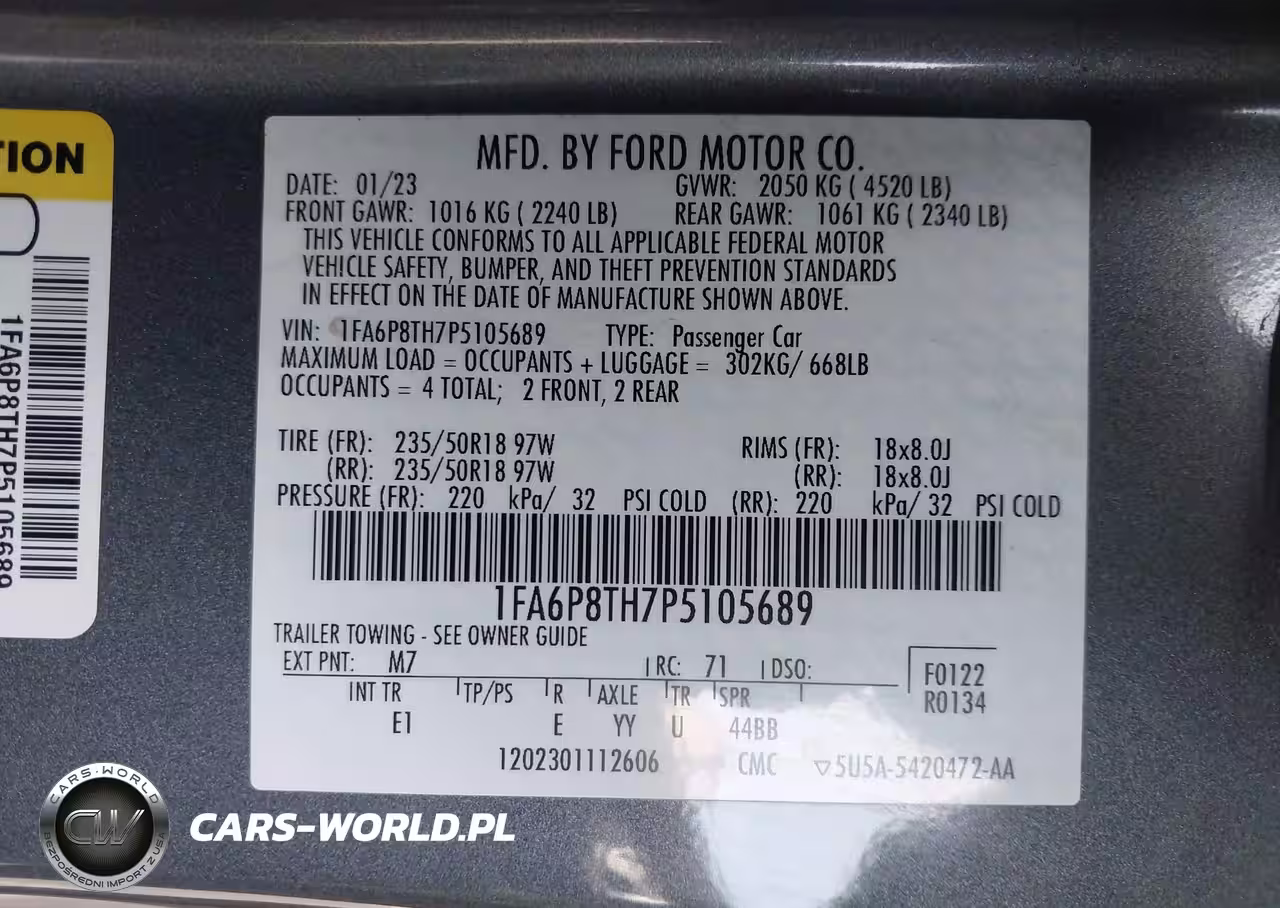 TION
1FA6P8TH7P5105689
MFD. BY FORD MOTOR CO.
DATE: 01/23 GVWR: 2050 KG ( 4520 LB)
FRONT GAWR: 1016 KG ( 2240 LB) REAR GAWR: 1061 KG ( 2340 LB)
THIS VEHICLE CONFORMS TO ALL APPLICABLE FEDERAL MOTOR
VEHICLE SAFETY, BUMPER, AND THEFT PREVENTION STANDARDS
IN EFFECT ON THE DATE OF MANUFACTURE SHOWN ABOVE.
VIN: 1FA6P8TH7P5105689 TYPE: Passenger Car
MAXIMUM LOAD = OCCUPANTS + LUGGAGE = 302KG/ 668LB
OCCUPANTS = 4 TOTAL; 2 FRONT, 2 REAR
TIRE (FR): 235/50R18 97W RIMS (FR): 18x8.0J
(RR): 235/50R18 97W (RR): 18x8.0J
PRESSURE (FR): 220 kPa/ 32 PSI COLD (RR): 220 kPa/ 32 PSI COLD
1FA6P8TH7P5105689
TRAILER TOWING - SEE OWNER GUIDE
EXT PNT: M7 RC: 71 DSO:
F0122
R0134
INT TR TP/PS R AXLE TR SPR
E1 E YY U 44BB
1202301112606 CMC ▽5U5A-5420472-AA
CARS-WORLD
CW
BEZPOŚREDNI IMPORT Z USA
CARS-WORLD.PL